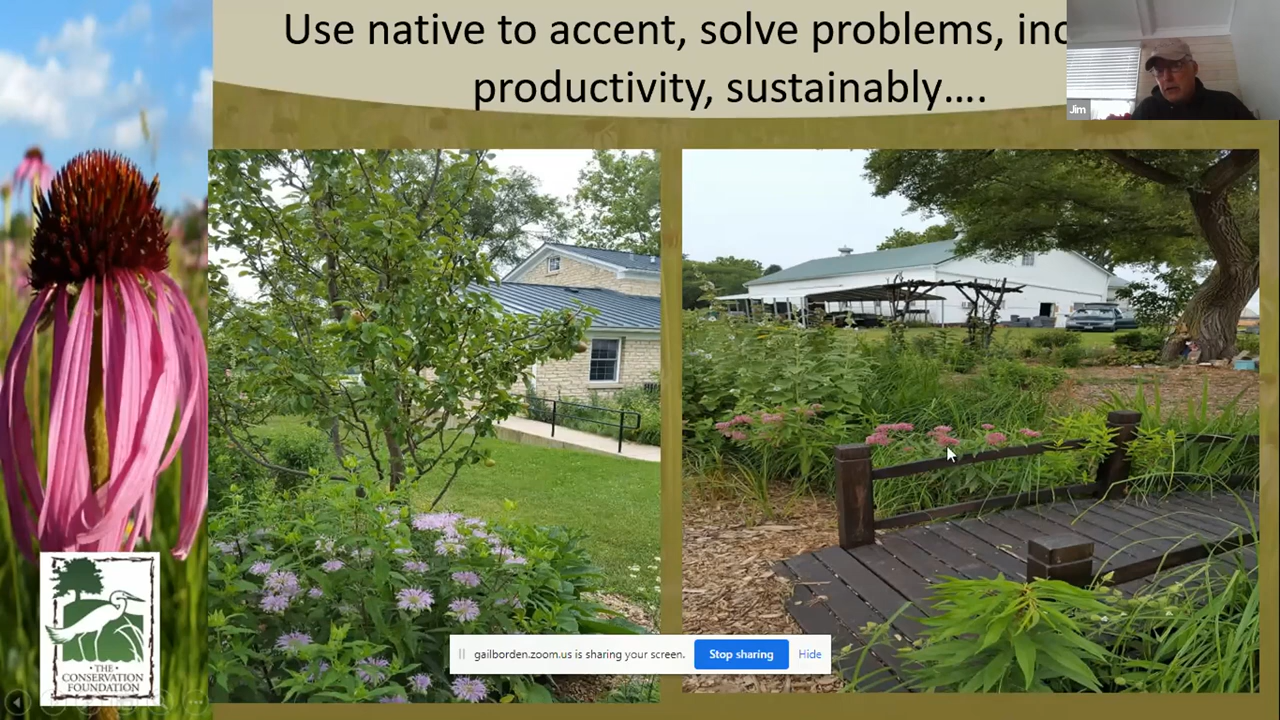 Use native to accent, solve problems, inc
productivity, sustainably….
Jim
THE
CONSERVATION
FOUNDATION
gailborden.zoom.us is sharing your screen.
Stop sharing
Hide